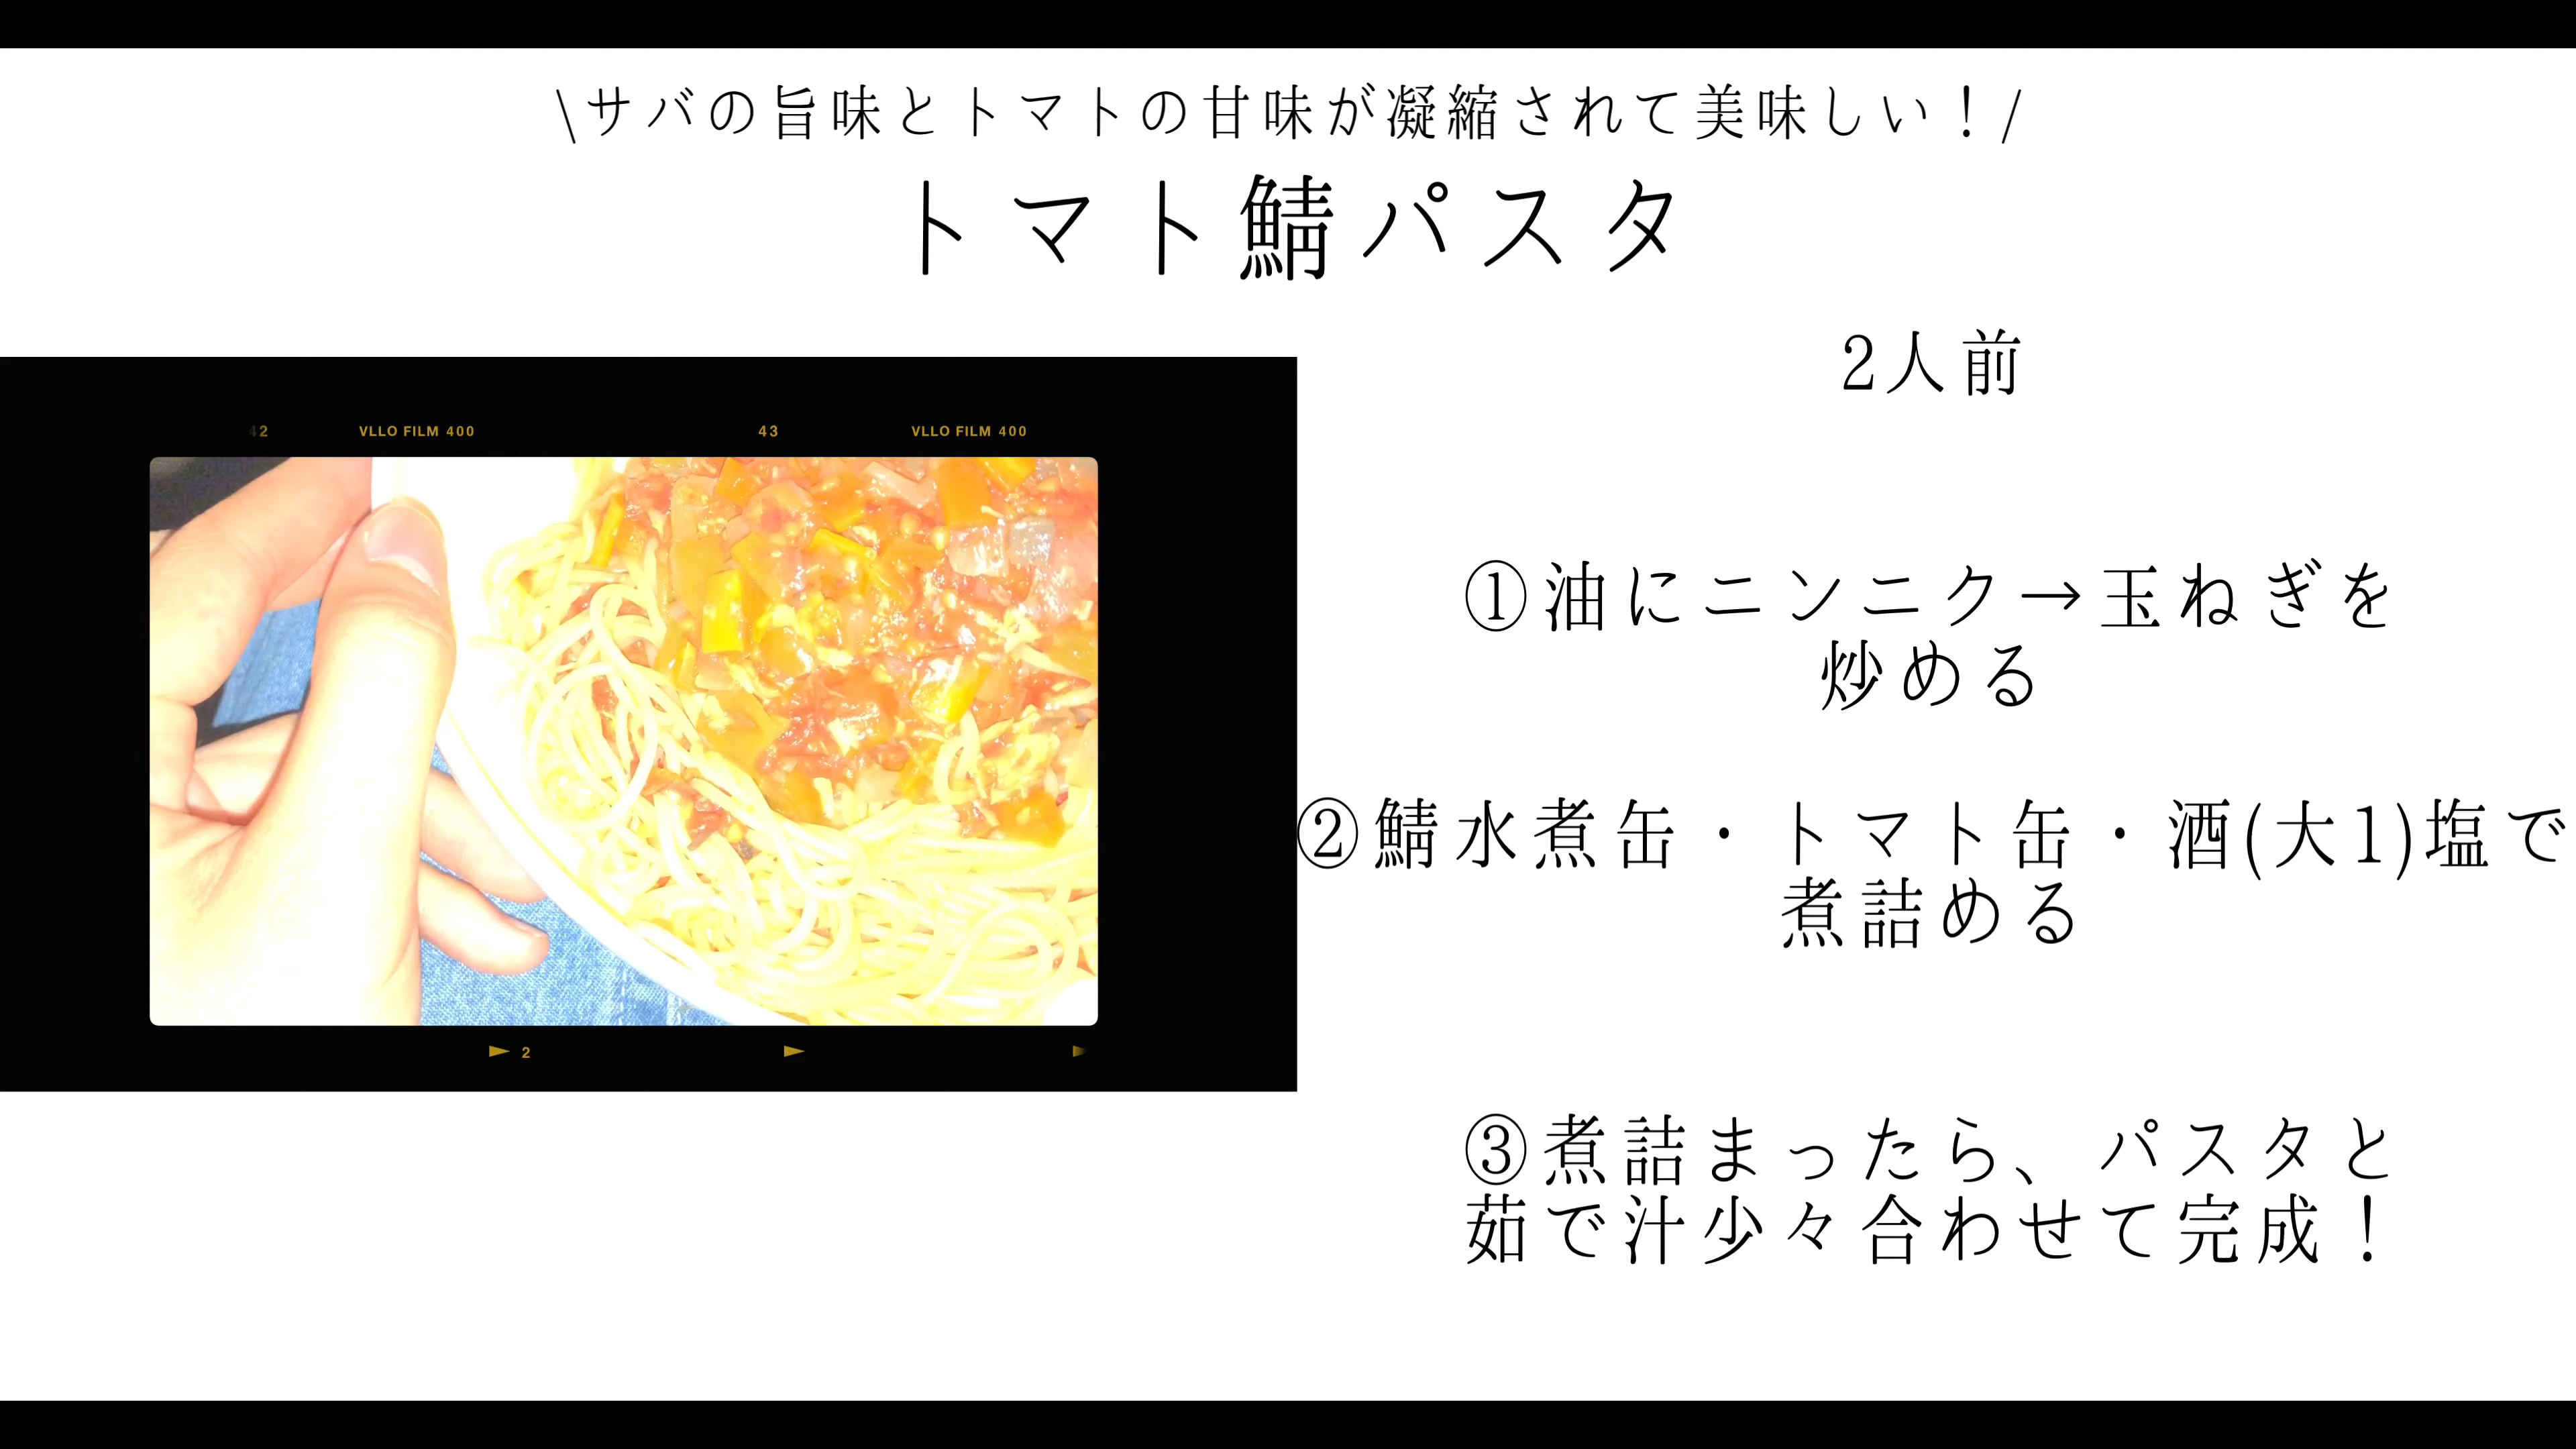 \サバの旨味とトマトの甘味が凝縮されて美味しい！/
トマト鯖パスタ
2人前
42 VLLO FILM 400 43 VLLO FILM 400
2
①油にニンニク→玉ねぎを
炒める
②鯖水煮缶・トマト缶・酒(大1)塩で
煮詰める
③煮詰まったら、パスタと
茹で汁少々合わせて完成！